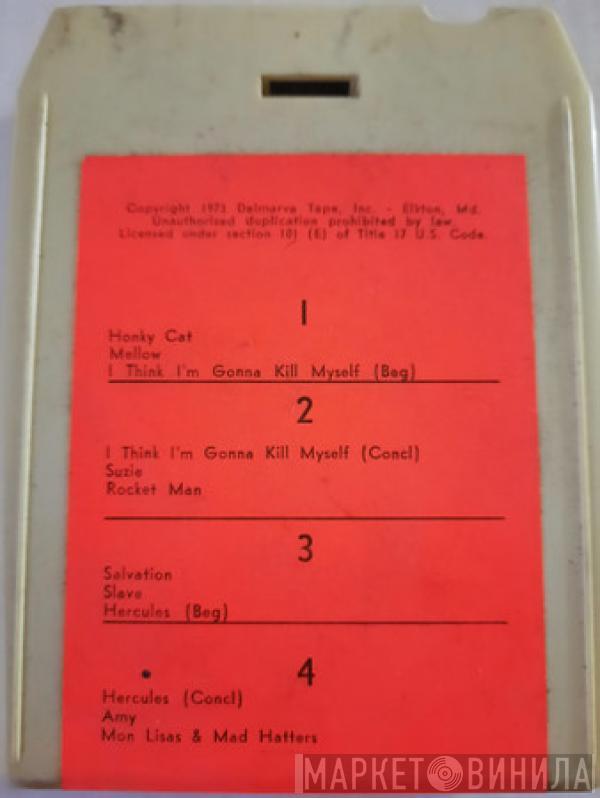 Copyright 1973 Delmarva Tape, Inc. - Elkton, Md.
Unauthorized duplication prohibited by law.
Licensed under section 101 (E) of Title 17 U.S. Code.
1
Honky Cat
Mellow
I Think I'm Gonna Kill Myself (Beg)
2
I Think I'm Gonna Kill Myself (Concl)
Suzie
Rocket Man
3
Salvation
Slave
Hercules (Beg)
4
Hercules (Concl)
Amy
Mon Lisas & Mad Hatters
МАРКЕТ ВИНИЛА